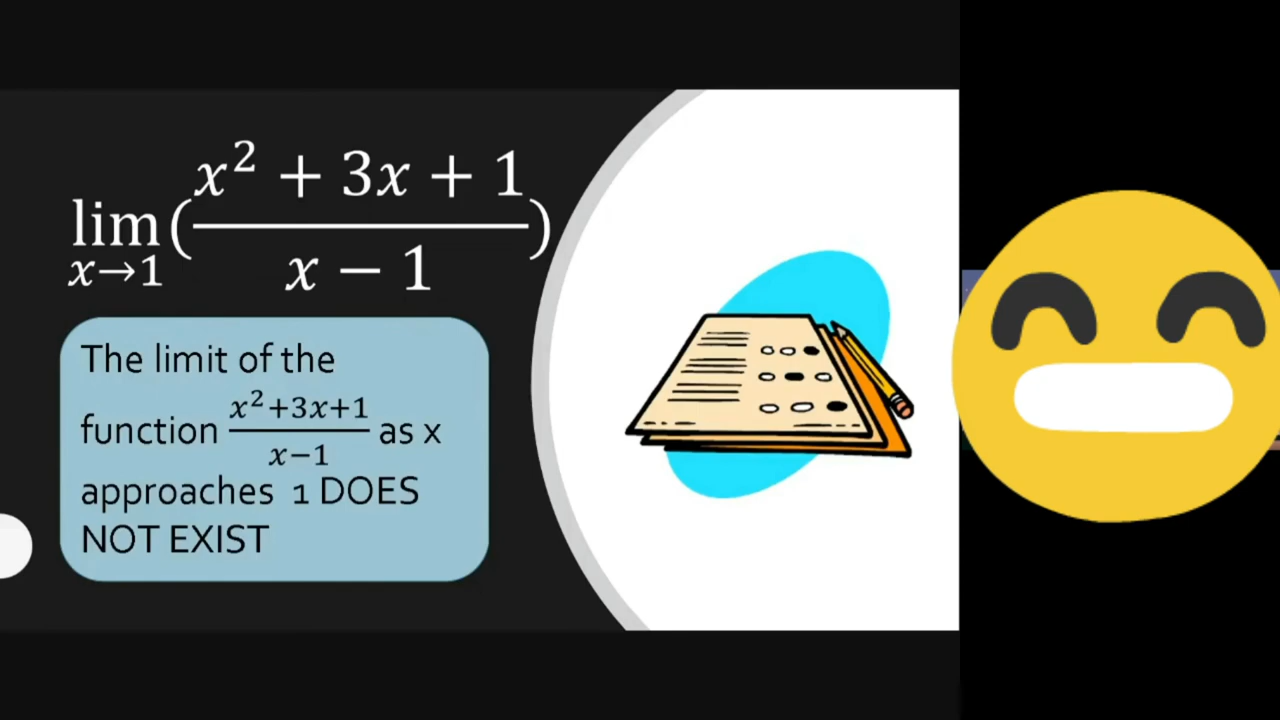 lim x→1 (x² + 3x + 1 / x − 1)
The limit of the
function x²+3x+1 / x−1 as x
approaches 1 DOES
NOT EXIST